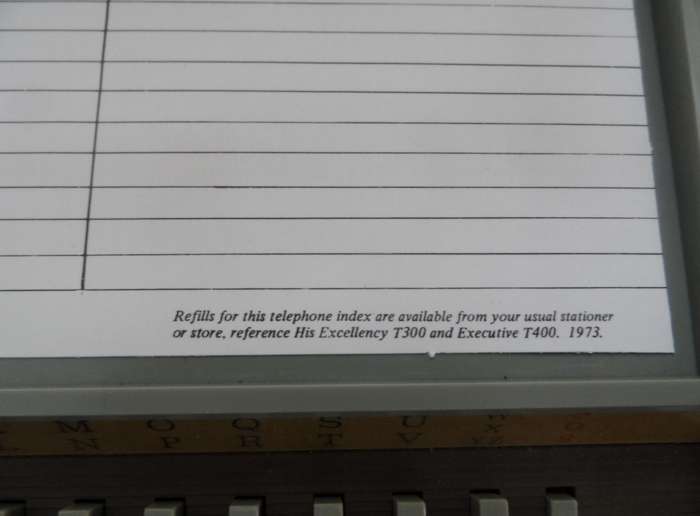 Refills for this telephone index are available from your usual stationer
or store, reference His Excellency T300 and Executive T400. 1973.
M O Q S U W X
N P R T V Y Z